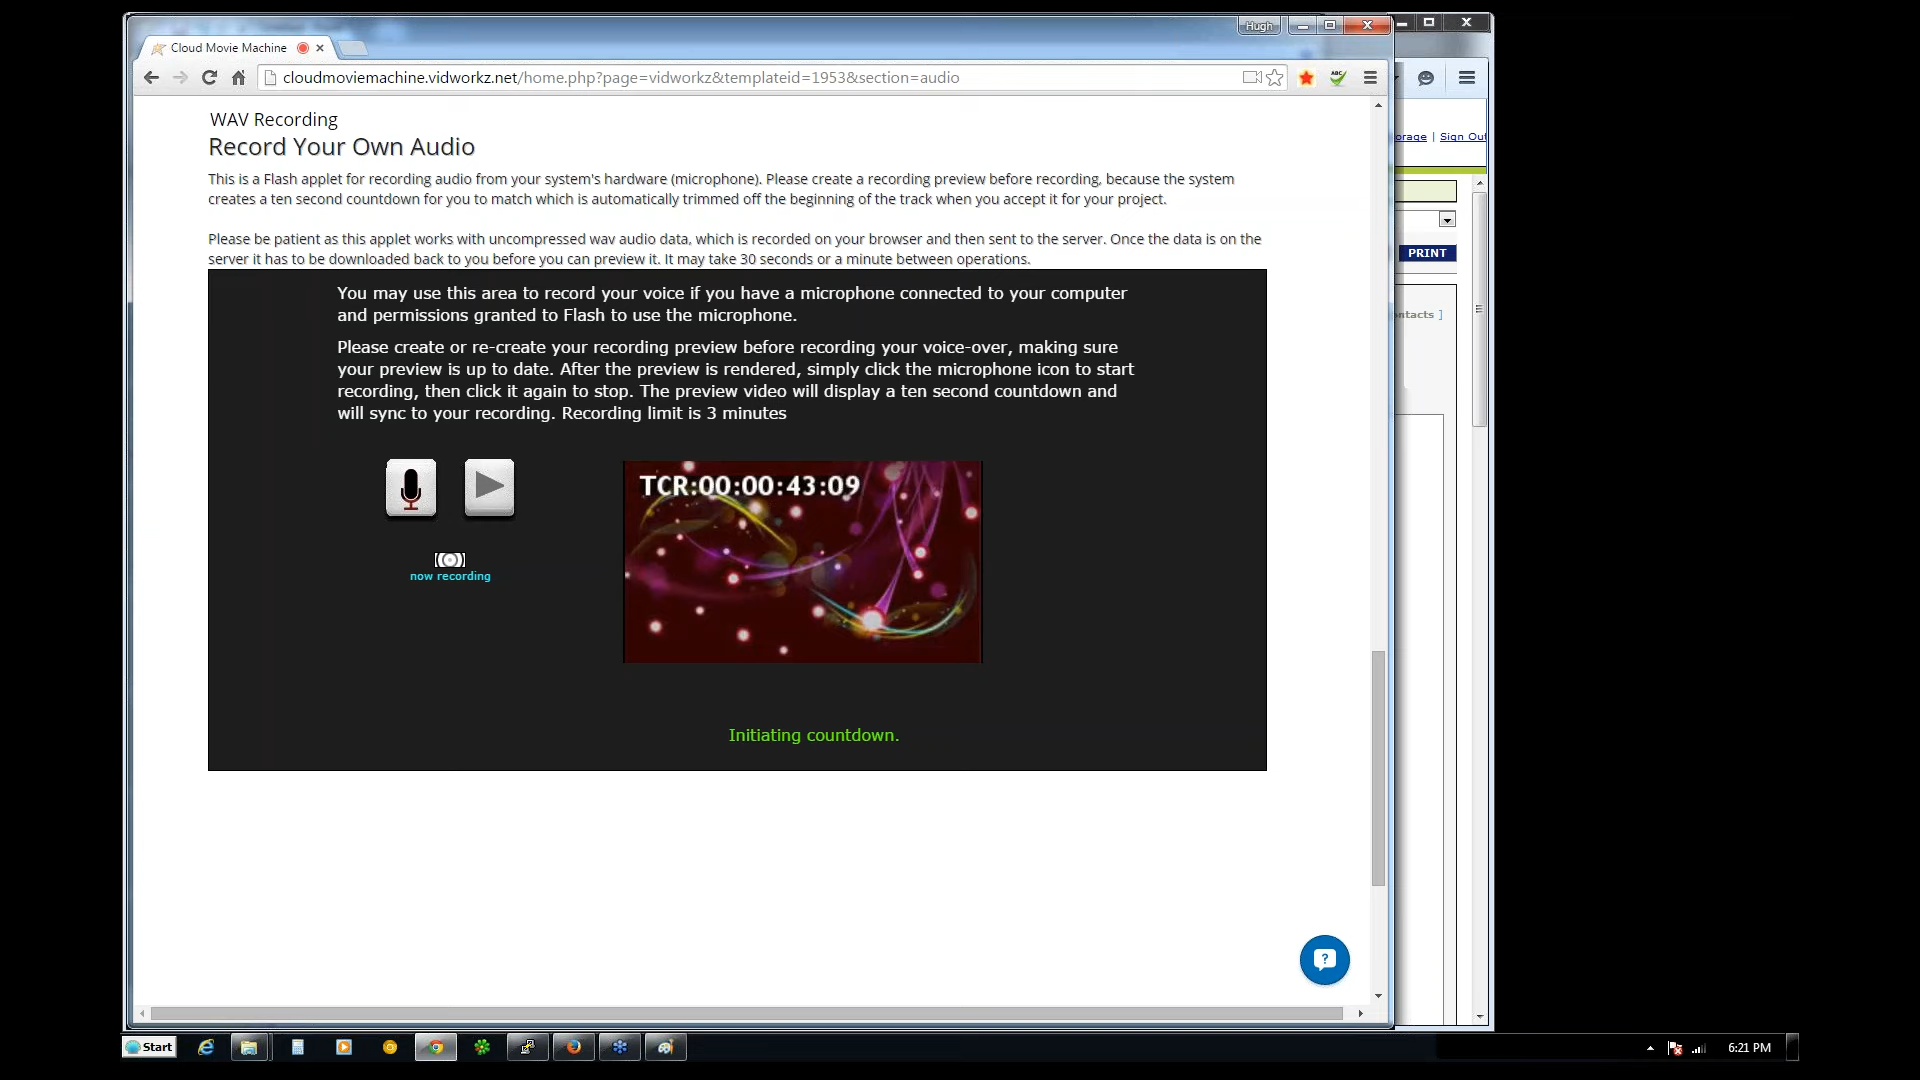 Hugh
Cloud Movie Machine
cloudmoviemachine.vidworkz.net/home.php?page=vidworkz&templateid=1953&section=audio
ABC
orage | Sign Out
PRINT
ntacts ]
WAV Recording
Record Your Own Audio
This is a Flash applet for recording audio from your system's hardware (microphone). Please create a recording preview before recording, because the system
creates a ten second countdown for you to match which is automatically trimmed off the beginning of the track when you accept it for your project.
Please be patient as this applet works with uncompressed wav audio data, which is recorded on your browser and then sent to the server. Once the data is on the
server it has to be downloaded back to you before you can preview it. It may take 30 seconds or a minute between operations.
You may use this area to record your voice if you have a microphone connected to your computer
and permissions granted to Flash to use the microphone.
Please create or re-create your recording preview before recording your voice-over, making sure
your preview is up to date. After the preview is rendered, simply click the microphone icon to start
recording, then click it again to stop. The preview video will display a ten second countdown and
will sync to your recording. Recording limit is 3 minutes
TCR:00:00:43:09
now recording
Initiating countdown.
?
Start
6:21 PM